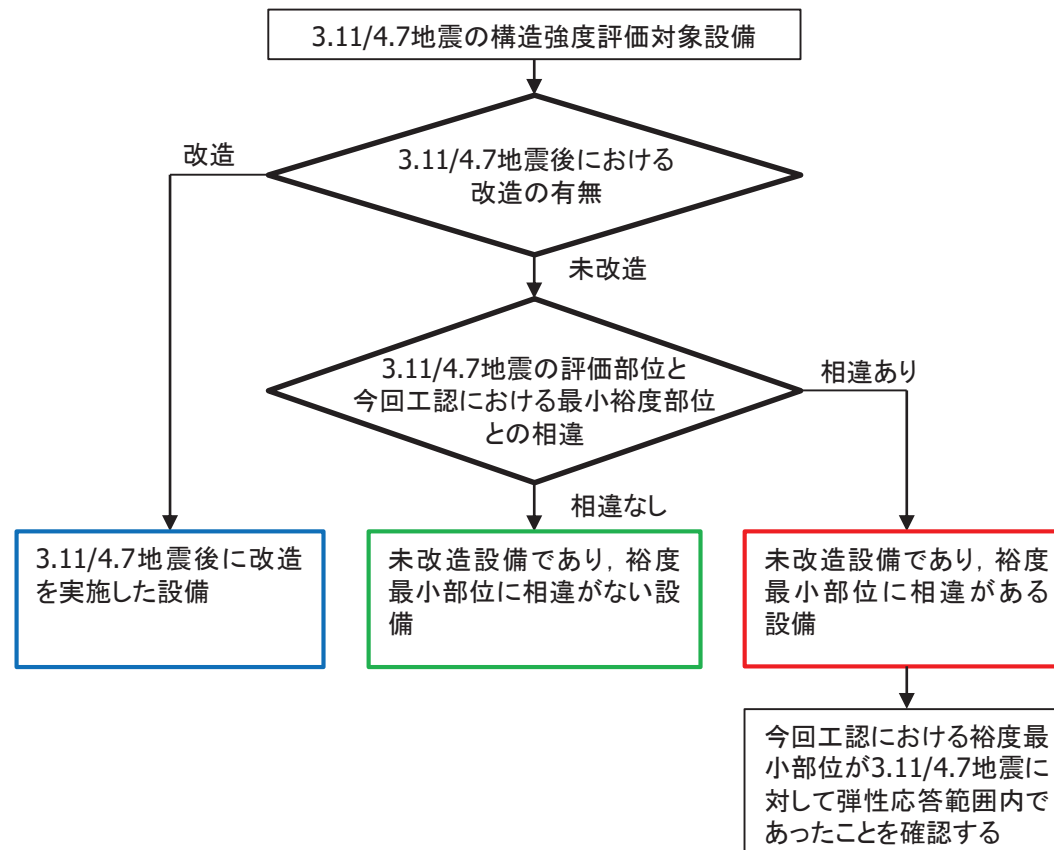 3.11/4.7地震の構造強度評価対象設備
改造
3.11/4.7地震後における
改造の有無
未改造
3.11/4.7地震の評価部位と
今回工認における最小裕度部位
との相違
相違あり
相違なし
3.11/4.7地震後に改造
を実施した設備
未改造設備であり，裕度
最小部位に相違がない設
備
未改造設備であり，裕度
最小部位に相違がある
設備
今回工認における裕度最
小部位が3.11/4.7地震に
対して弾性応答範囲内で
あったことを確認する